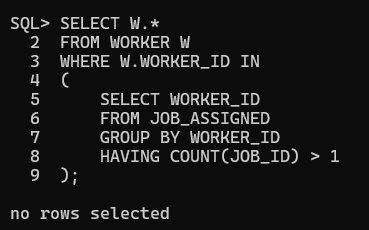 SQL> SELECT W.*
  2  FROM WORKER W
  3  WHERE W.WORKER_ID IN
  4  (
  5      SELECT WORKER_ID
  6      FROM JOB_ASSIGNED
  7      GROUP BY WORKER_ID
  8      HAVING COUNT(JOB_ID) > 1
  9  );
no rows selected